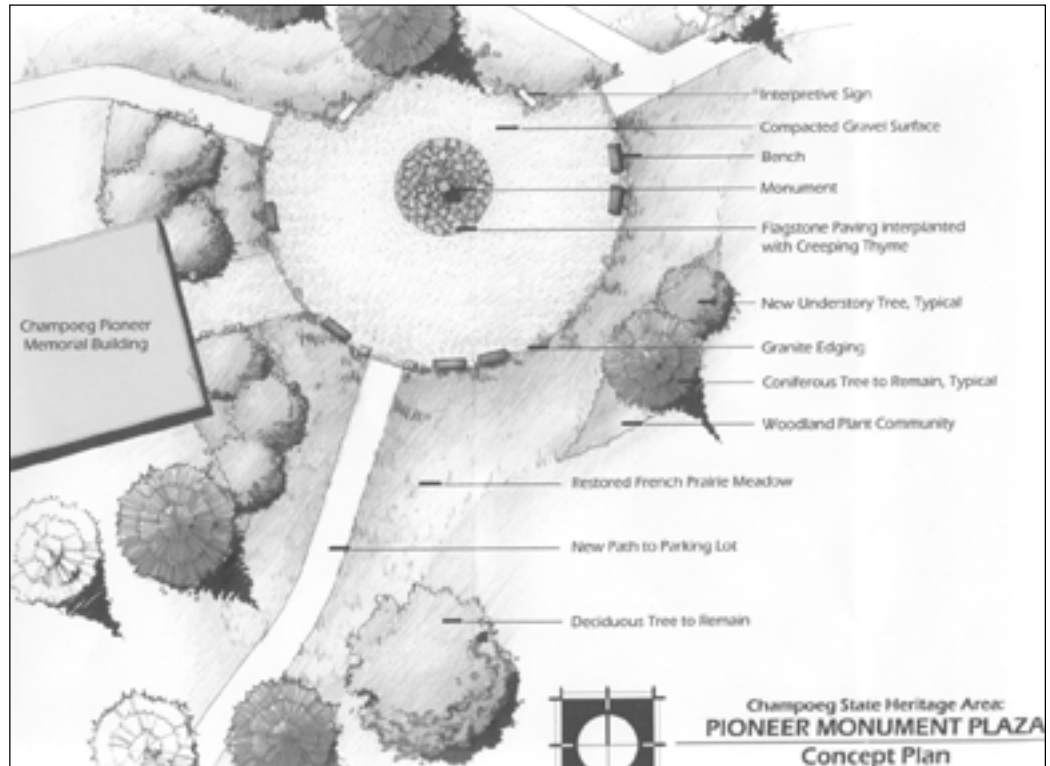 Interpretive Sign
Compacted Gravel Surface
Bench
Monument
Flagstone Paving interplanted
with Creeping Thyme
New Understory Tree, Typical
Champoeg Pioneer
Memorial Building
Granite Edging
Coniferous Tree to Remain, Typical
Woodland Plant Community
Restored French Prairie Meadow
New Path to Parking Lot
Deciduous Tree to Remain
Champoeg State Heritage Area:
PIONEER MONUMENT PLAZA
Concept Plan